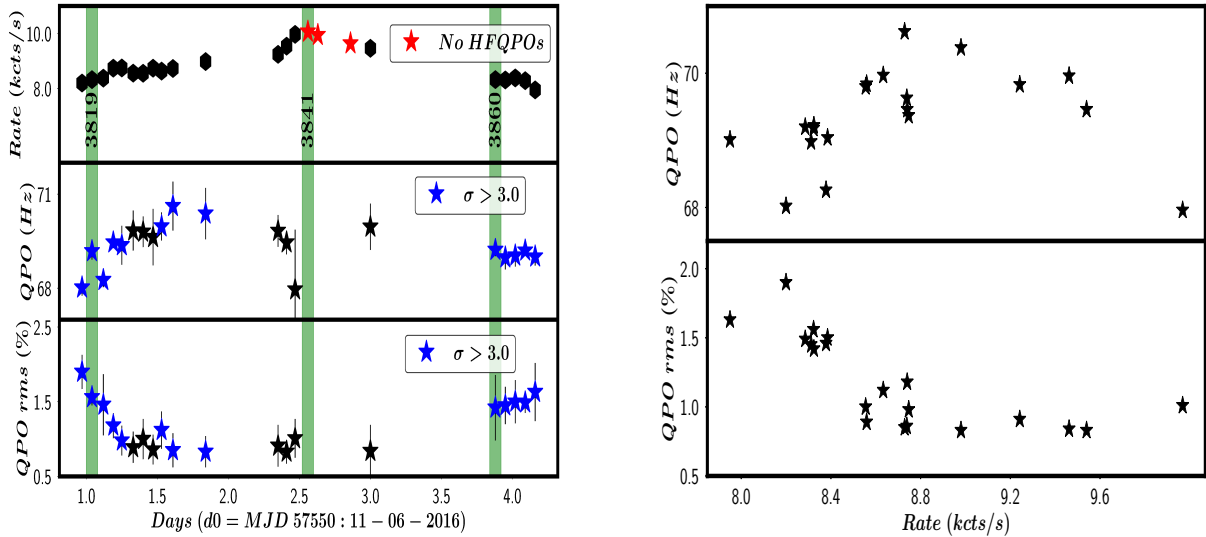 Rate (kcts/s)
10.0
8.0
3819
3841
3860
No HFQPOs
QPO (Hz)
71
68
σ > 3.0
QPO rms (%)
2.5
1.5
0.5
σ > 3.0
1.0 1.5 2.0 2.5 3.0 3.5 4.0
Days (d0 = MJD 57550 : 11 − 06 − 2016)
QPO (Hz)
70
68
QPO rms (%)
2.0
1.5
1.0
0.5
8.0 8.4 8.8 9.2 9.6
Rate (kcts/s)